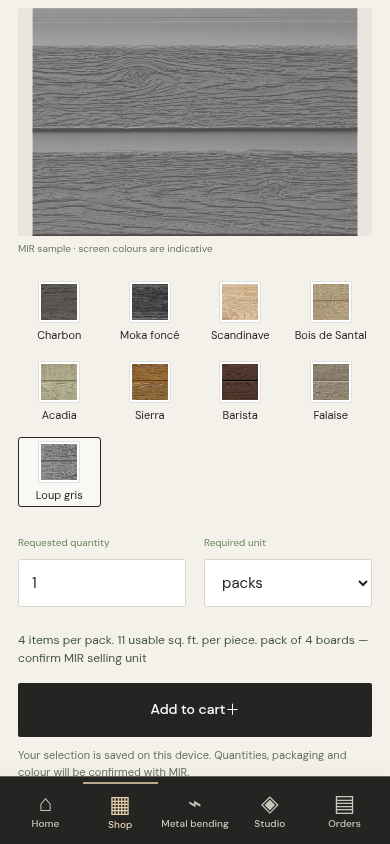 MIR sample · screen colours are indicative
Charbon
Moka foncé
Scandinave
Bois de Santal
Acadia
Sierra
Barista
Falaise
Loup gris
Requested quantity
Required unit
1
packs
4 items per pack. 11 usable sq. ft. per piece. pack of 4 boards —
confirm MIR selling unit
Add to cart+
Your selection is saved on this device. Quantities, packaging and
colour will be confirmed with MIR.
Home
Shop
Metal bending
Studio
Orders